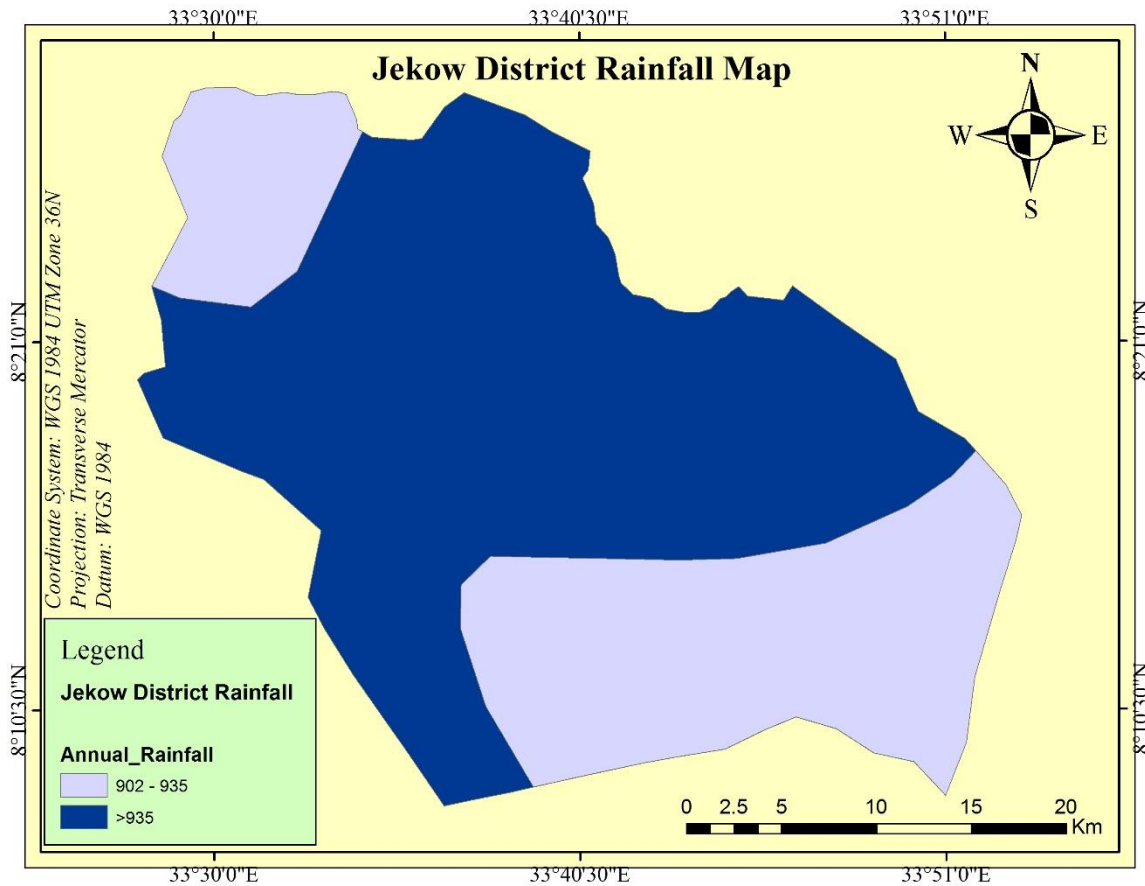 33°30'0"E 33°40'30"E 33°51'0"E
Jekow District Rainfall Map
N
W E
S
8°21'0"N 8°21'0"N
Coordinate System: WGS 1984 UTM Zone 36N
Projection: Transverse Mercator
Datum: WGS 1984
8°10'30"N 8°10'30"N
Legend
Jekow District Rainfall
Annual_Rainfall
902 - 935
>935
0 2.5 5 10 15 20
Km
33°30'0"E 33°40'30"E 33°51'0"E